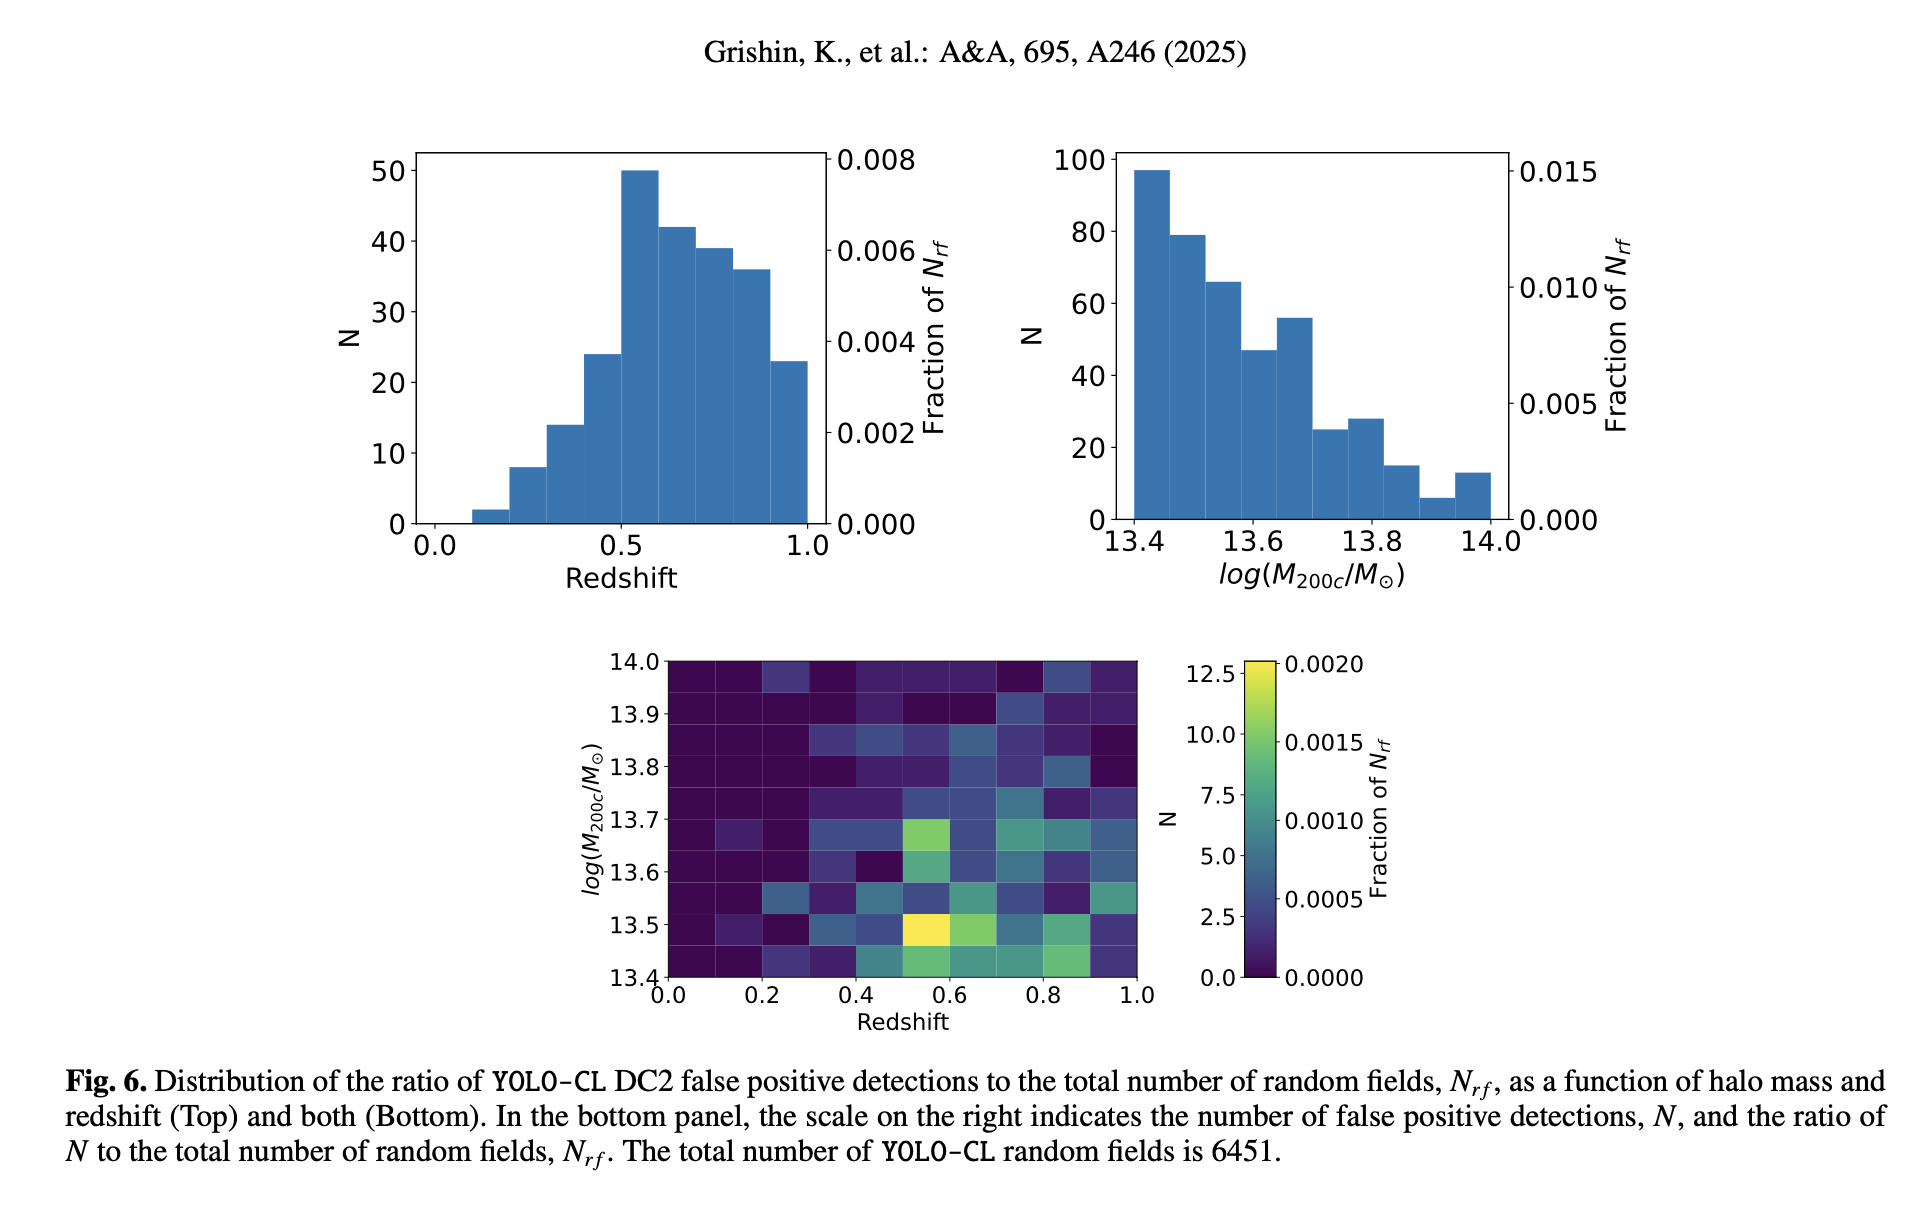 Grishin, K., et al.: A&A, 695, A246 (2025)
50
40
30
20
10
0
N
0.0 0.5 1.0
Redshift
0.008
0.006
0.004
0.002
0.000
Fraction of N_rf
100
80
60
40
20
0
N
13.4 13.6 13.8 14.0
log(M_200c/M_⊙)
0.015
0.010
0.005
0.000
Fraction of N_rf
14.0
13.9
13.8
13.7
13.6
13.5
13.4
log(M_200c/M_⊙)
0.0 0.2 0.4 0.6 0.8 1.0
Redshift
N
12.5
10.0
7.5
5.0
2.5
0.0
0.0020
0.0015
0.0010
0.0005
0.0000
Fraction of N_rf
Fig. 6. Distribution of the ratio of YOLO-CL DC2 false positive detections to the total number of random fields, N_rf, as a function of halo mass and
redshift (Top) and both (Bottom). In the bottom panel, the scale on the right indicates the number of false positive detections, N, and the ratio of
N to the total number of random fields, N_rf. The total number of YOLO-CL random fields is 6451.